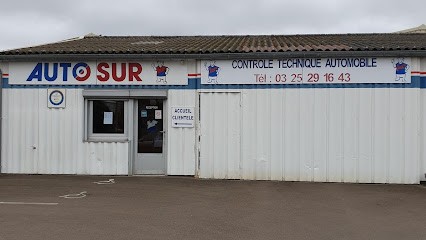 AUTO SUR
CONTROLE TECHNIQUE AUTOMOBILE
Tél : 03 25 29 16 43
ACCUEIL
CLIENTELE